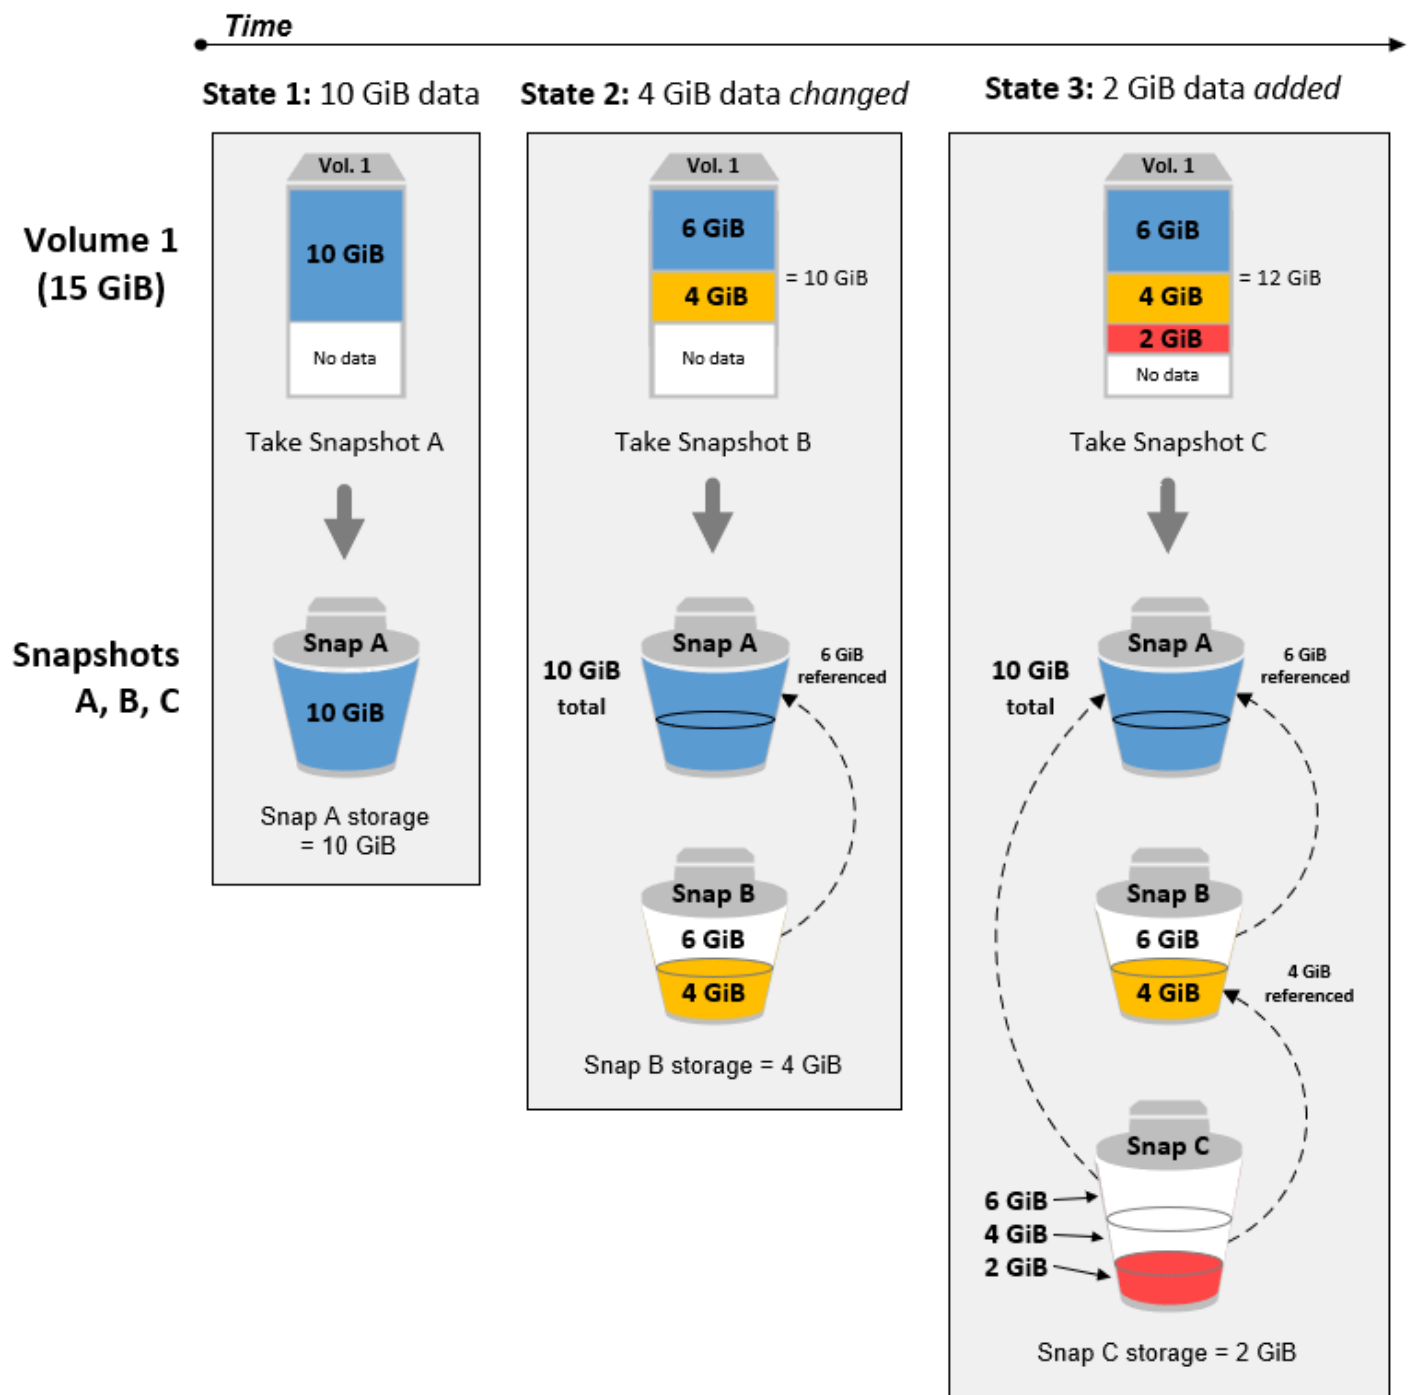 Time
State 1: 10 GiB data
State 2: 4 GiB data changed
State 3: 2 GiB data added
Volume 1
(15 GiB)
Vol. 1
10 GiB
No data
Take Snapshot A
Vol. 1
6 GiB
4 GiB
= 10 GiB
No data
Take Snapshot B
Vol. 1
6 GiB
4 GiB
= 12 GiB
2 GiB
No data
Take Snapshot C
Snapshots
A, B, C
Snap A
10 GiB
Snap A storage
= 10 GiB
10 GiB
total
Snap A
6 GiB
referenced
Snap B
6 GiB
4 GiB
Snap B storage = 4 GiB
10 GiB
total
Snap A
6 GiB
referenced
Snap B
6 GiB
4 GiB
4 GiB
referenced
Snap C
6 GiB
4 GiB
2 GiB
Snap C storage = 2 GiB